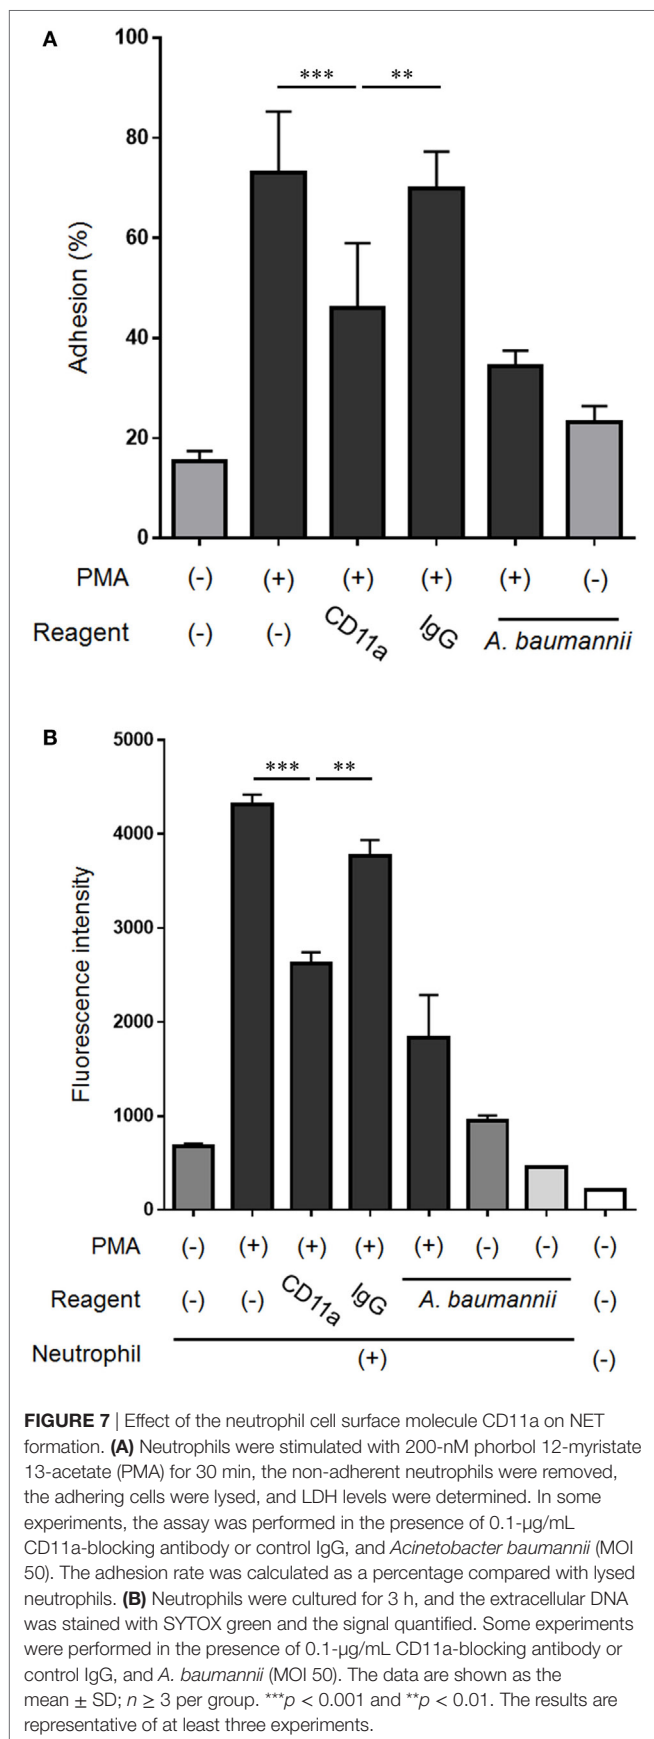 A
100
80
60
40
20
0
Adhesion (%)
*** **
PMA (-) (+) (+) (+) (+) (-)
Reagent (-) (-) CD11a IgG A. baumannii
B
5000
4000
3000
2000
1000
0
Fluorescence intensity
*** **
PMA (-) (+) (+) (+) (+) (-) (-) (-)
Reagent (-) (-) CD11a IgG A. baumannii (-)
Neutrophil (+) (-)
FIGURE 7 | Effect of the neutrophil cell surface molecule CD11a on NET
formation. (A) Neutrophils were stimulated with 200-nM phorbol 12-myristate
13-acetate (PMA) for 30 min, the non-adherent neutrophils were removed,
the adhering cells were lysed, and LDH levels were determined. In some
experiments, the assay was performed in the presence of 0.1-µg/mL
CD11a-blocking antibody or control IgG, and Acinetobacter baumannii (MOI
50). The adhesion rate was calculated as a percentage compared with lysed
neutrophils. (B) Neutrophils were cultured for 3 h, and the extracellular DNA
was stained with SYTOX green and the signal quantified. Some experiments
were performed in the presence of 0.1-µg/mL CD11a-blocking antibody or
control IgG, and A. baumannii (MOI 50). The data are shown as the
mean ± SD; n ≥ 3 per group. ***p < 0.001 and **p < 0.01. The results are
representative of at least three experiments.